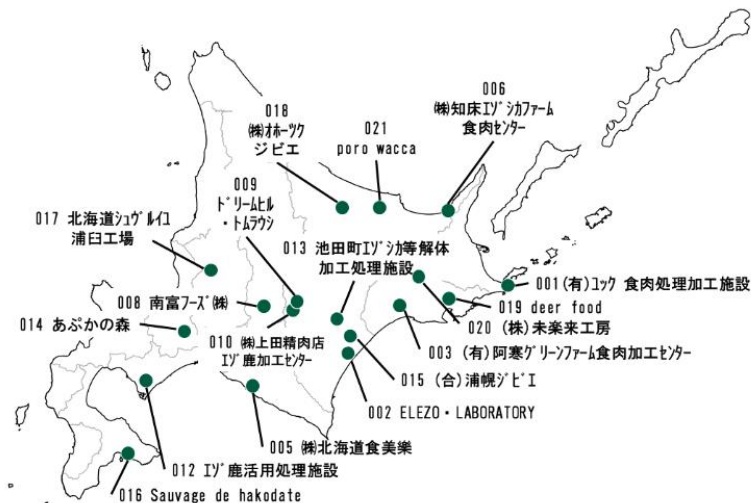 006
㈱知床ｴｿﾞｼｶﾌｧｰﾑ
食肉ｾﾝﾀｰ
018
㈱ｵﾎｰﾂｸ
ジビエ
021
poro wacca
009
ﾄﾞﾘｰﾑﾋﾙ
・ﾄﾑﾗｳｼ
017 北海道ｼｭｳﾞﾙｲﾕ
浦臼工場
013 池田町ｴｿﾞｼｶ等解体
加工処理施設
001(有)ﾕｯｸ 食肉処理加工施設
019 deer food
008 南富ﾌｰｽﾞ㈱
014 あぷかの森
020 (株)未楽来工房
010 ㈱上田精肉店
ｴｿﾞ鹿加工ｾﾝﾀｰ
003 (有)阿寒ｸﾞﾘｰﾝﾌｧｰﾑ食肉加工ｾﾝﾀｰ
015 (合)浦幌ｼﾞﾋﾞｴ
002 ELEZO・LABORATORY
005 ㈱北海道食美樂
012 ｴｿﾞ鹿活用処理施設
016 Sauvage de hakodate